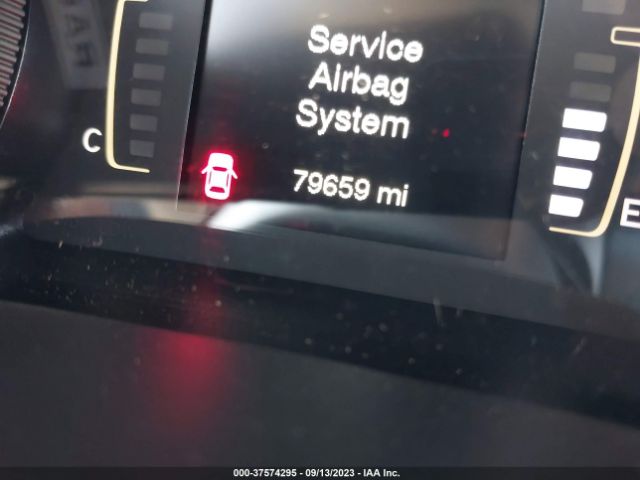 Service
Airbag
System
C
79659 mi
E
000-37574295 - 09/13/2023 - IAA Inc.